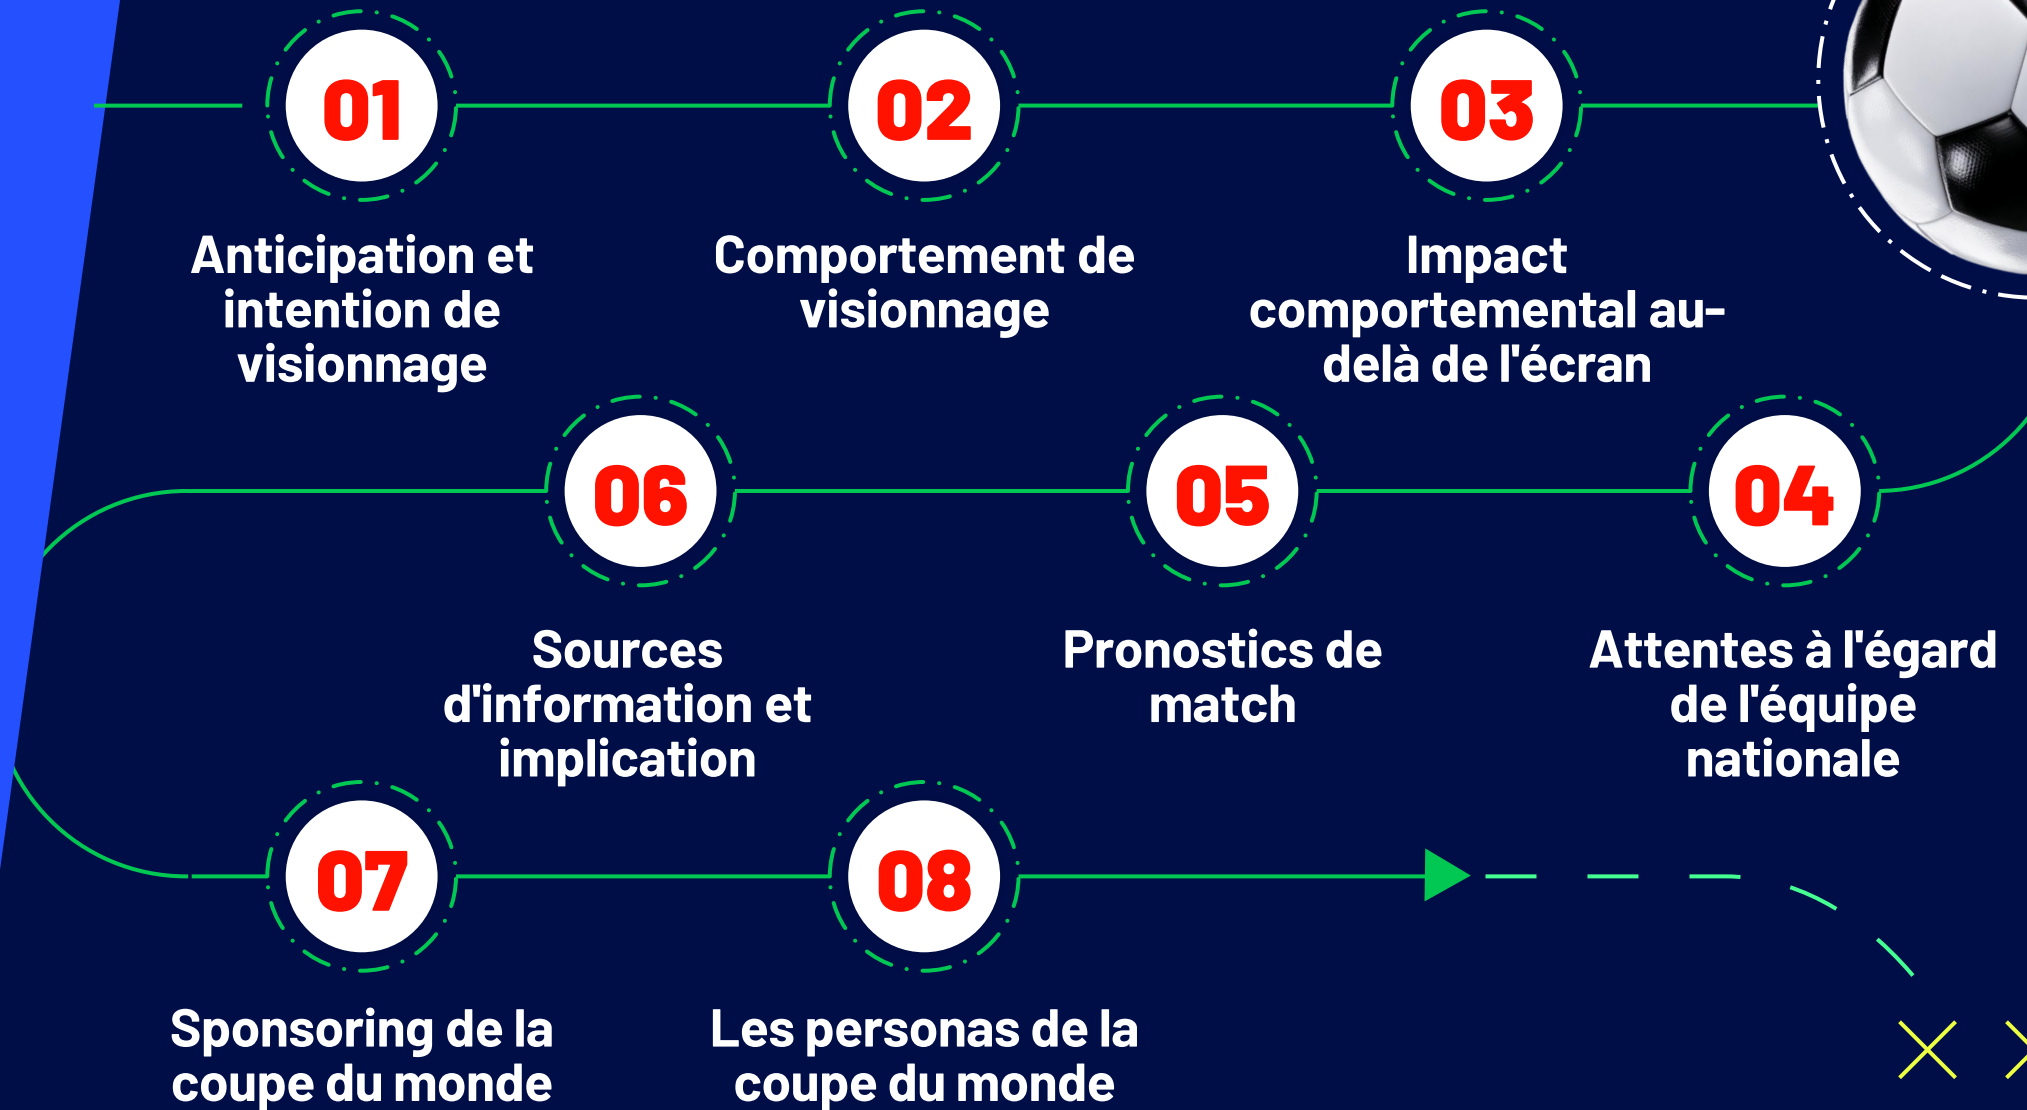 01
Anticipation et
intention de
visionnage
02
Comportement de
visionnage
03
Impact
comportemental au-
delà de l'écran
04
Attentes à l'égard
de l'équipe
nationale
05
Pronostics de
match
06
Sources
d'information et
implication
07
Sponsoring de la
coupe du monde
08
Les personas de la
coupe du monde